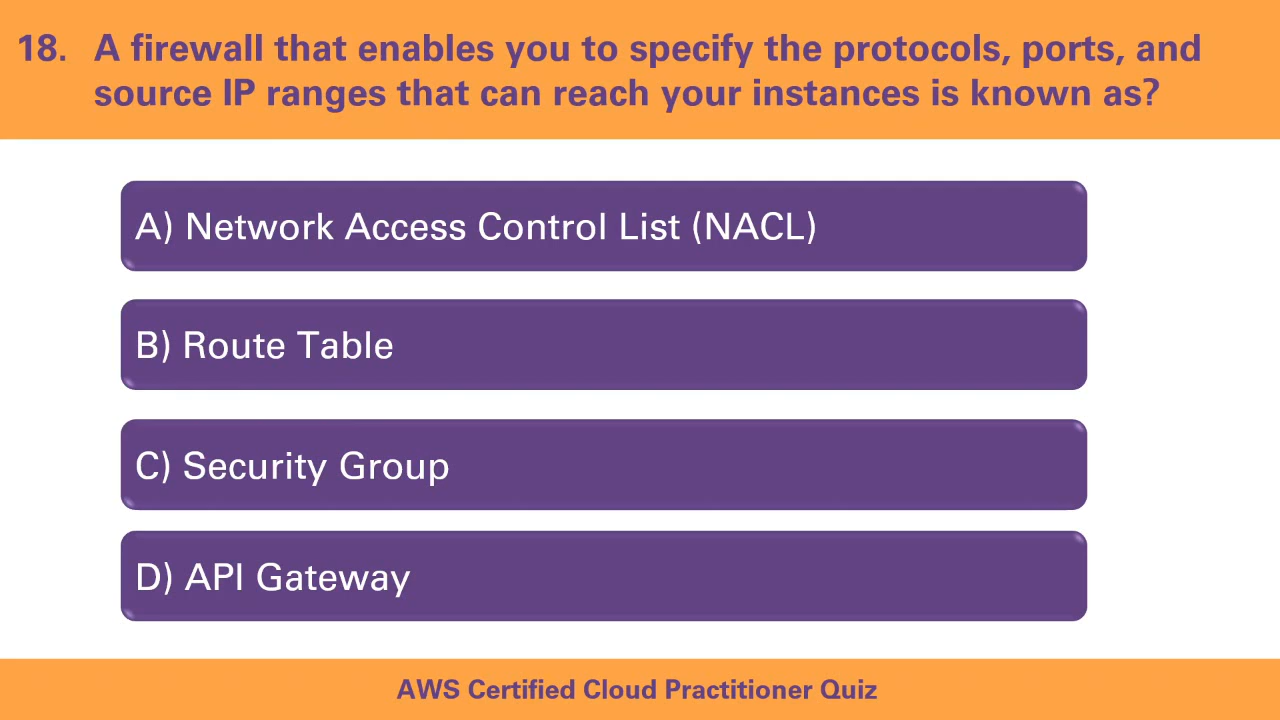 18. A firewall that enables you to specify the protocols, ports, and
source IP ranges that can reach your instances is known as?
A) Network Access Control List (NACL)
B) Route Table
C) Security Group
D) API Gateway
AWS Certified Cloud Practitioner Quiz